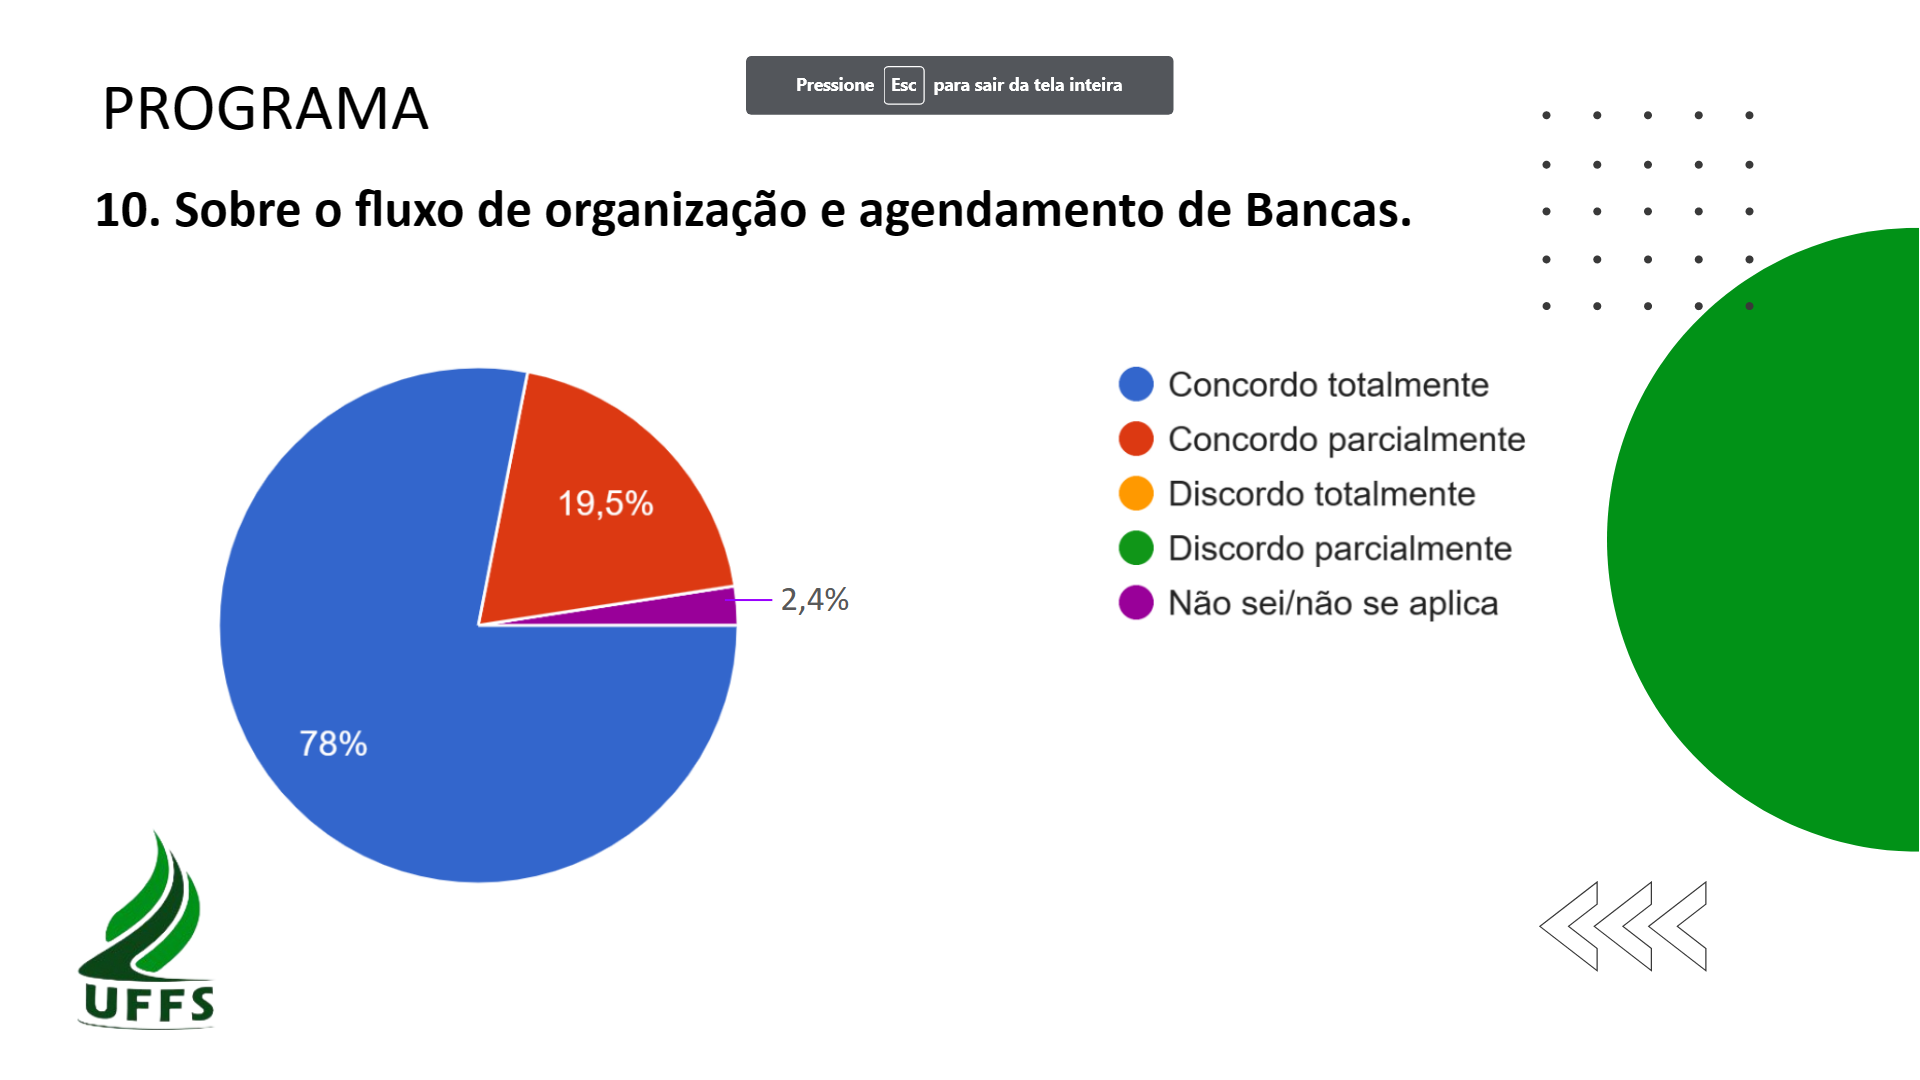 PROGRAMA
Pressione Esc para sair da tela inteira
10. Sobre o fluxo de organização e agendamento de Bancas.
Concordo totalmente
Concordo parcialmente
Discordo totalmente
Discordo parcialmente
Não sei/não se aplica
19,5%
2,4%
78%
UFFS